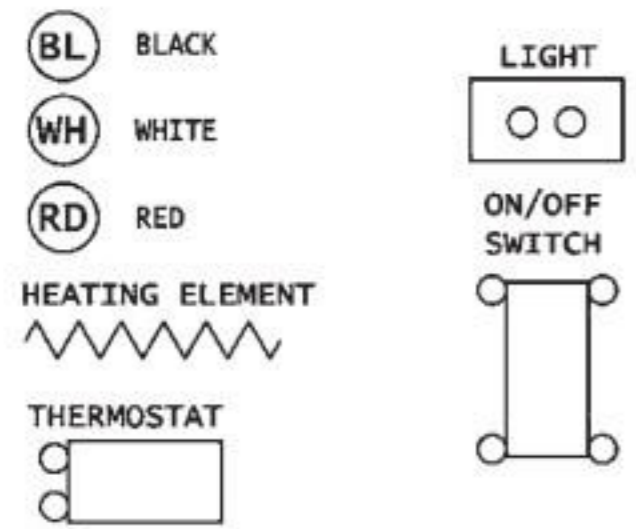 BL BLACK
WH WHITE
RD RED
HEATING ELEMENT
THERMOSTAT
LIGHT
ON/OFF
SWITCH